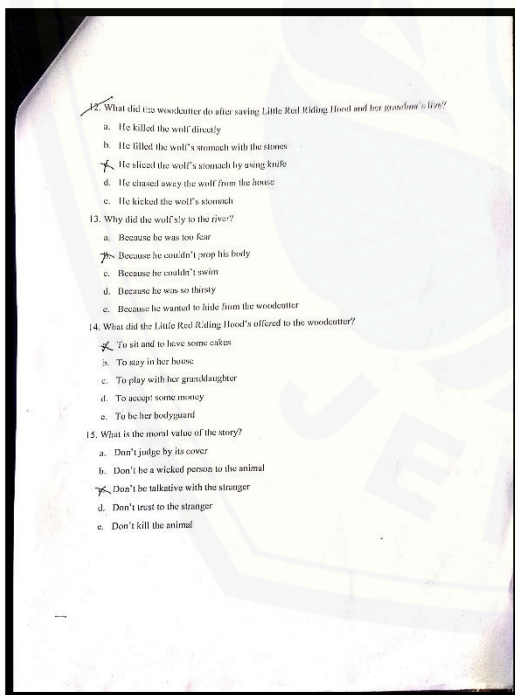 12. What did the woodcutter do after saving Little Red Riding Hood and her grandma's live?
a. He killed the wolf directly
b. He filled the wolf's stomach with the stones
He sliced the wolf's stomach by using knife
d. He chased away the wolf from the house
e. He kicked the wolf's stomach
13. Why did the wolf sly to the river?
a. Because he was too fear
b. Because he couldn't prop his body
c. Because he couldn't swim
d. Because he was so thirsty
e. Because he wanted to hide from the woodcutter
14. What did the Little Red Riding Hood's offered to the woodcutter?
To sit and to have some cakes
b. To stay in her house
c. To play with her granddaughter
d. To accept some money
e. To be her bodyguard
15. What is the moral value of the story?
a. Don't judge by its cover
b. Don't be a wicked person to the animal
Don't be talkative with the stranger
d. Don't trust to the stranger
e. Don't kill the animal